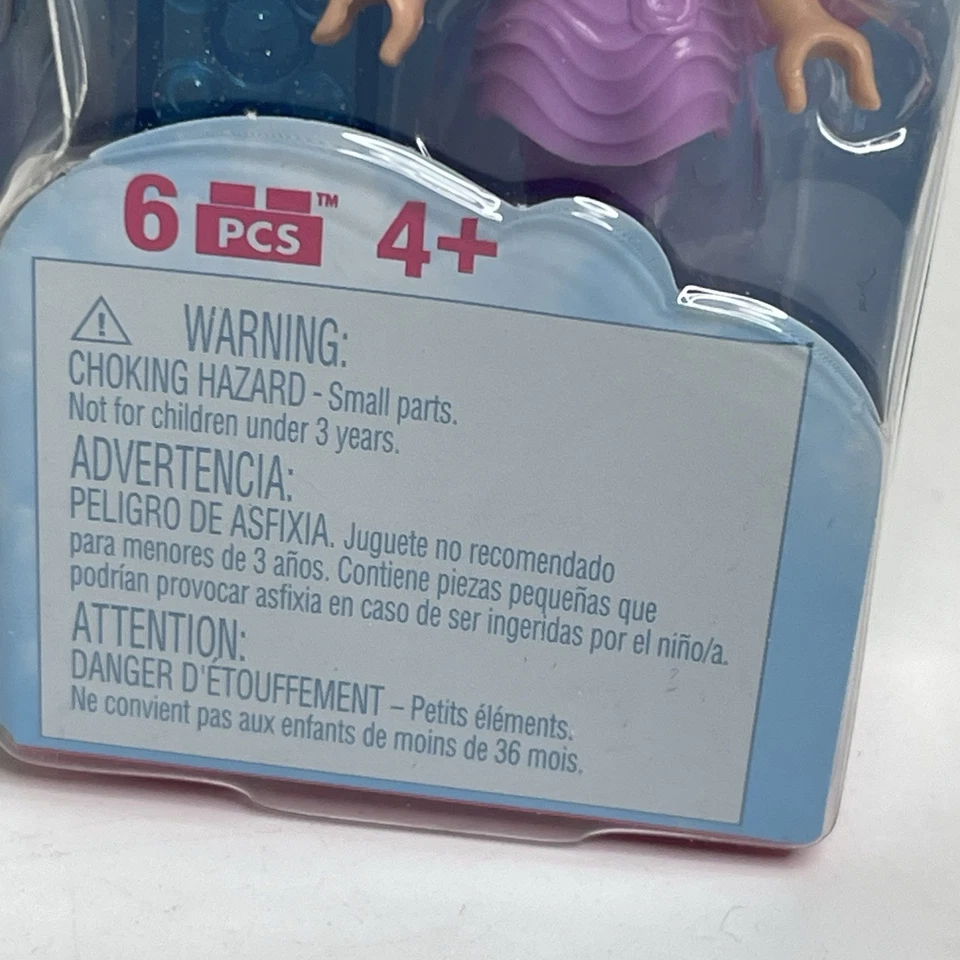 6 PCS™ 4+
WARNING:
CHOKING HAZARD - Small parts.
Not for children under 3 years.
ADVERTENCIA:
PELIGRO DE ASFIXIA. Juguete no recomendado
para menores de 3 años. Contiene piezas pequeñas que
podrían provocar asfixia en caso de ser ingeridas por el niño/a.
ATTENTION:
DANGER D'ÉTOUFFEMENT – Petits éléments.
Ne convient pas aux enfants de moins de 36 mois.